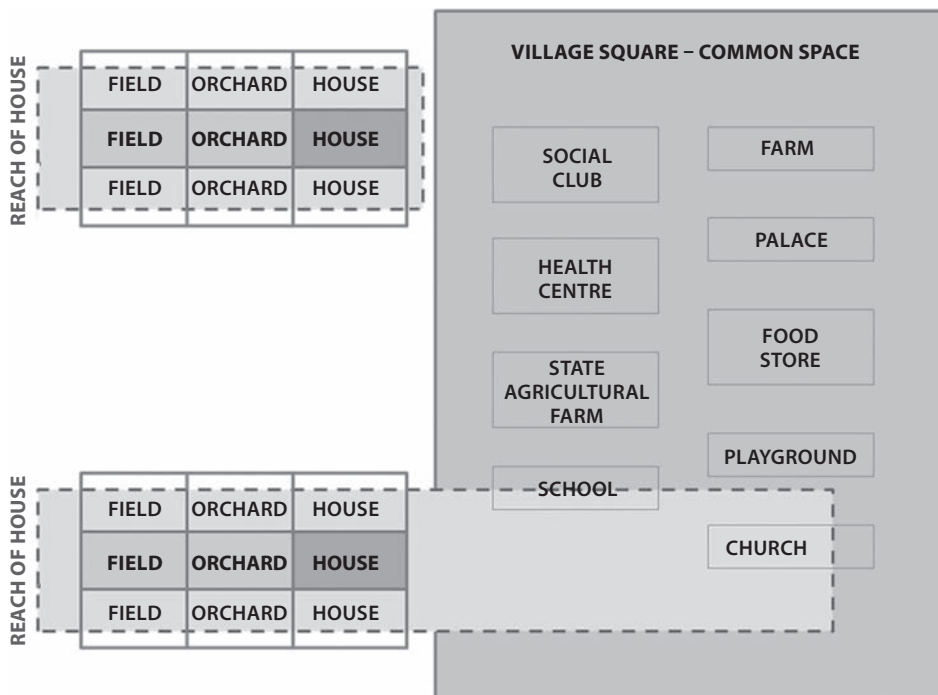 REACH OF HOUSE
FIELD ORCHARD HOUSE
FIELD ORCHARD HOUSE
FIELD ORCHARD HOUSE
REACH OF HOUSE
FIELD ORCHARD HOUSE
FIELD ORCHARD HOUSE
FIELD ORCHARD HOUSE
VILLAGE SQUARE – COMMON SPACE
SOCIAL
CLUB
HEALTH
CENTRE
STATE
AGRICULTURAL
FARM
SCHOOL
FARM
PALACE
FOOD
STORE
PLAYGROUND
CHURCH